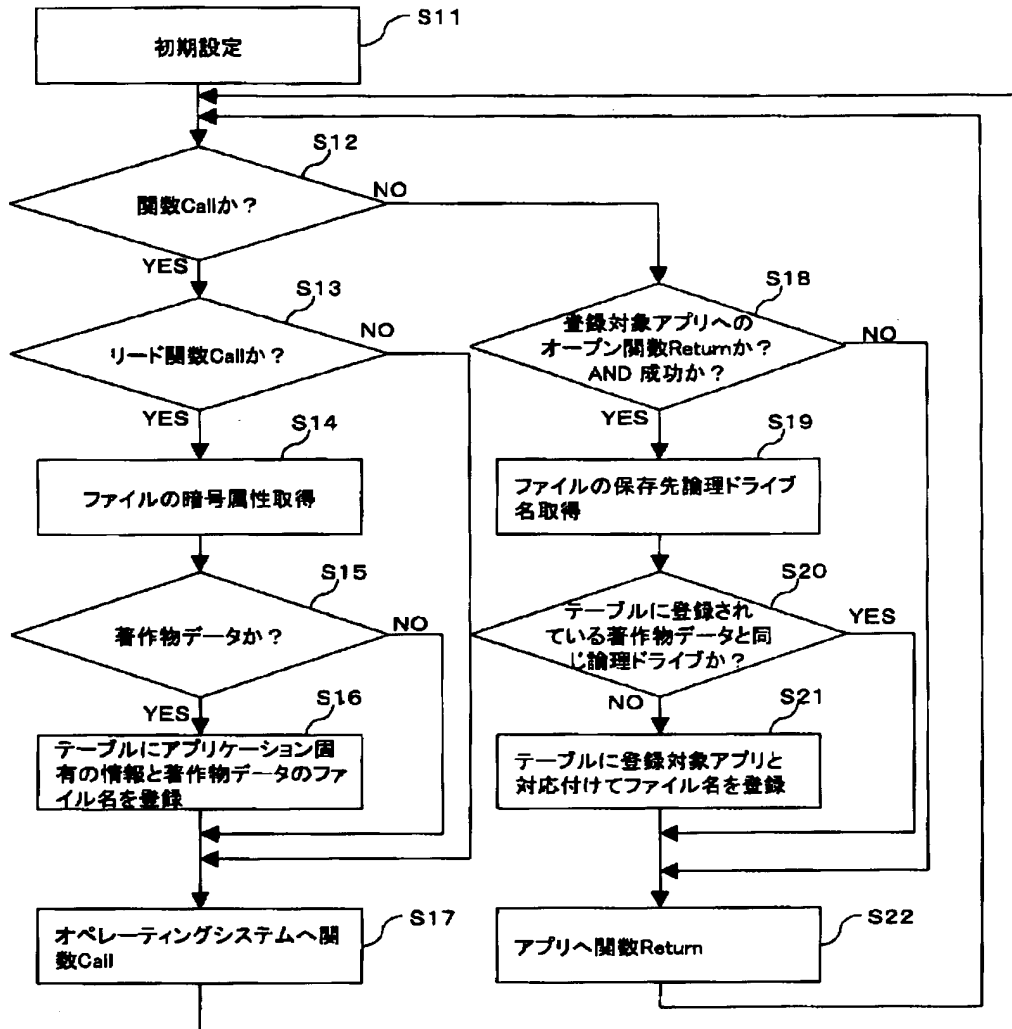 S11
初期設定
S12
関数Callか？
NO
YES
S13
リード関数Callか？
NO
YES
S14
ファイルの暗号属性取得
S15
著作物データか？
NO
YES
S16
テーブルにアプリケーション固
有の情報と著作物データのファ
イル名を登録
S17
オペレーティングシステムへ関
数Call
S18
登録対象アプリへの
オープン関数Returnか？
AND 成功か？
NO
YES
S19
ファイルの保存先論理ドライブ
名取得
S20
テーブルに登録され
ている著作物データと同
じ論理ドライブか？
YES
NO
S21
テーブルに登録対象アプリと
対応付けてファイル名を登録
S22
アプリへ関数Return